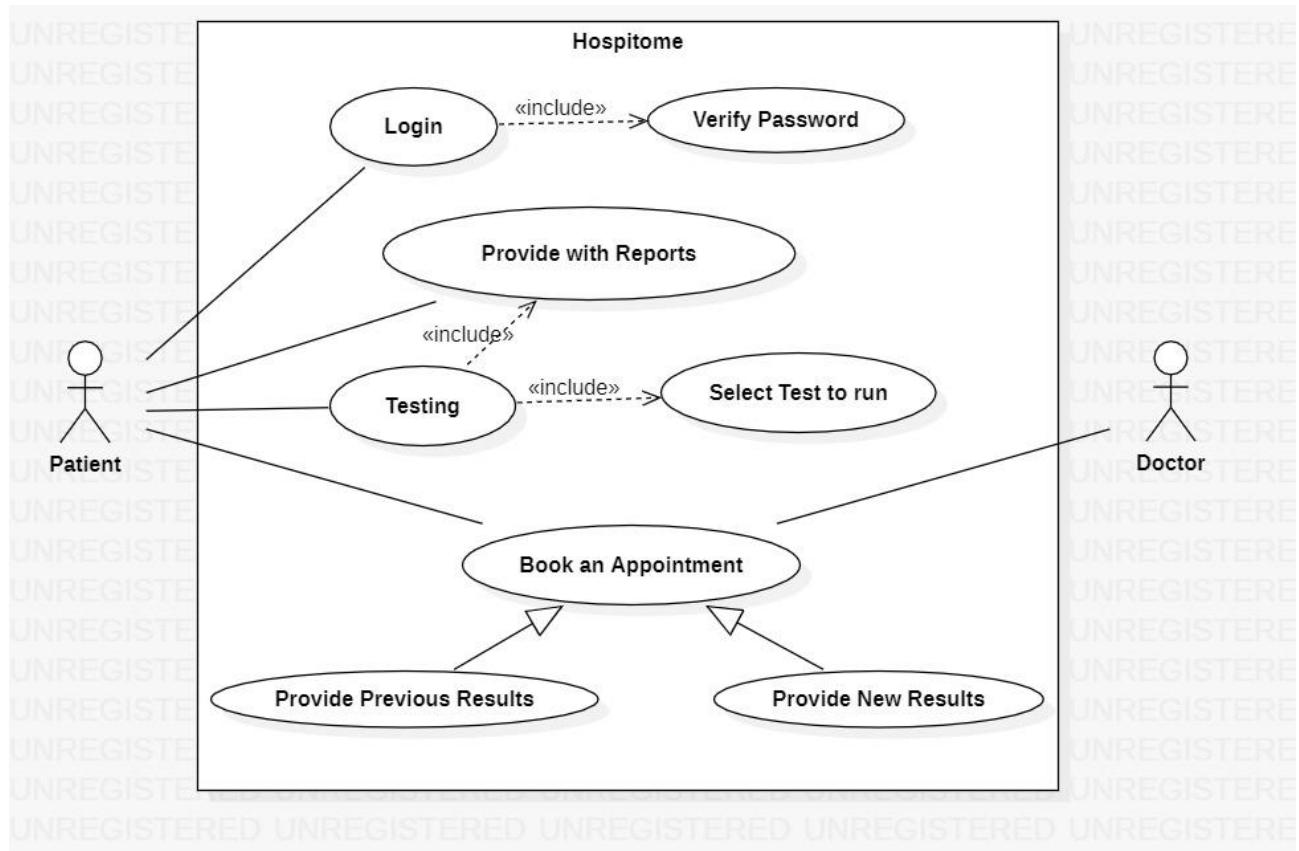 Hospitome
Login
«include»
Verify Password
Provide with Reports
«include»
Testing
«include»
Select Test to run
Patient
Doctor
Book an Appointment
Provide Previous Results
Provide New Results
UNREGISTERED UNREGISTERED UNREGISTERED UNREGISTERED UNREGISTERE